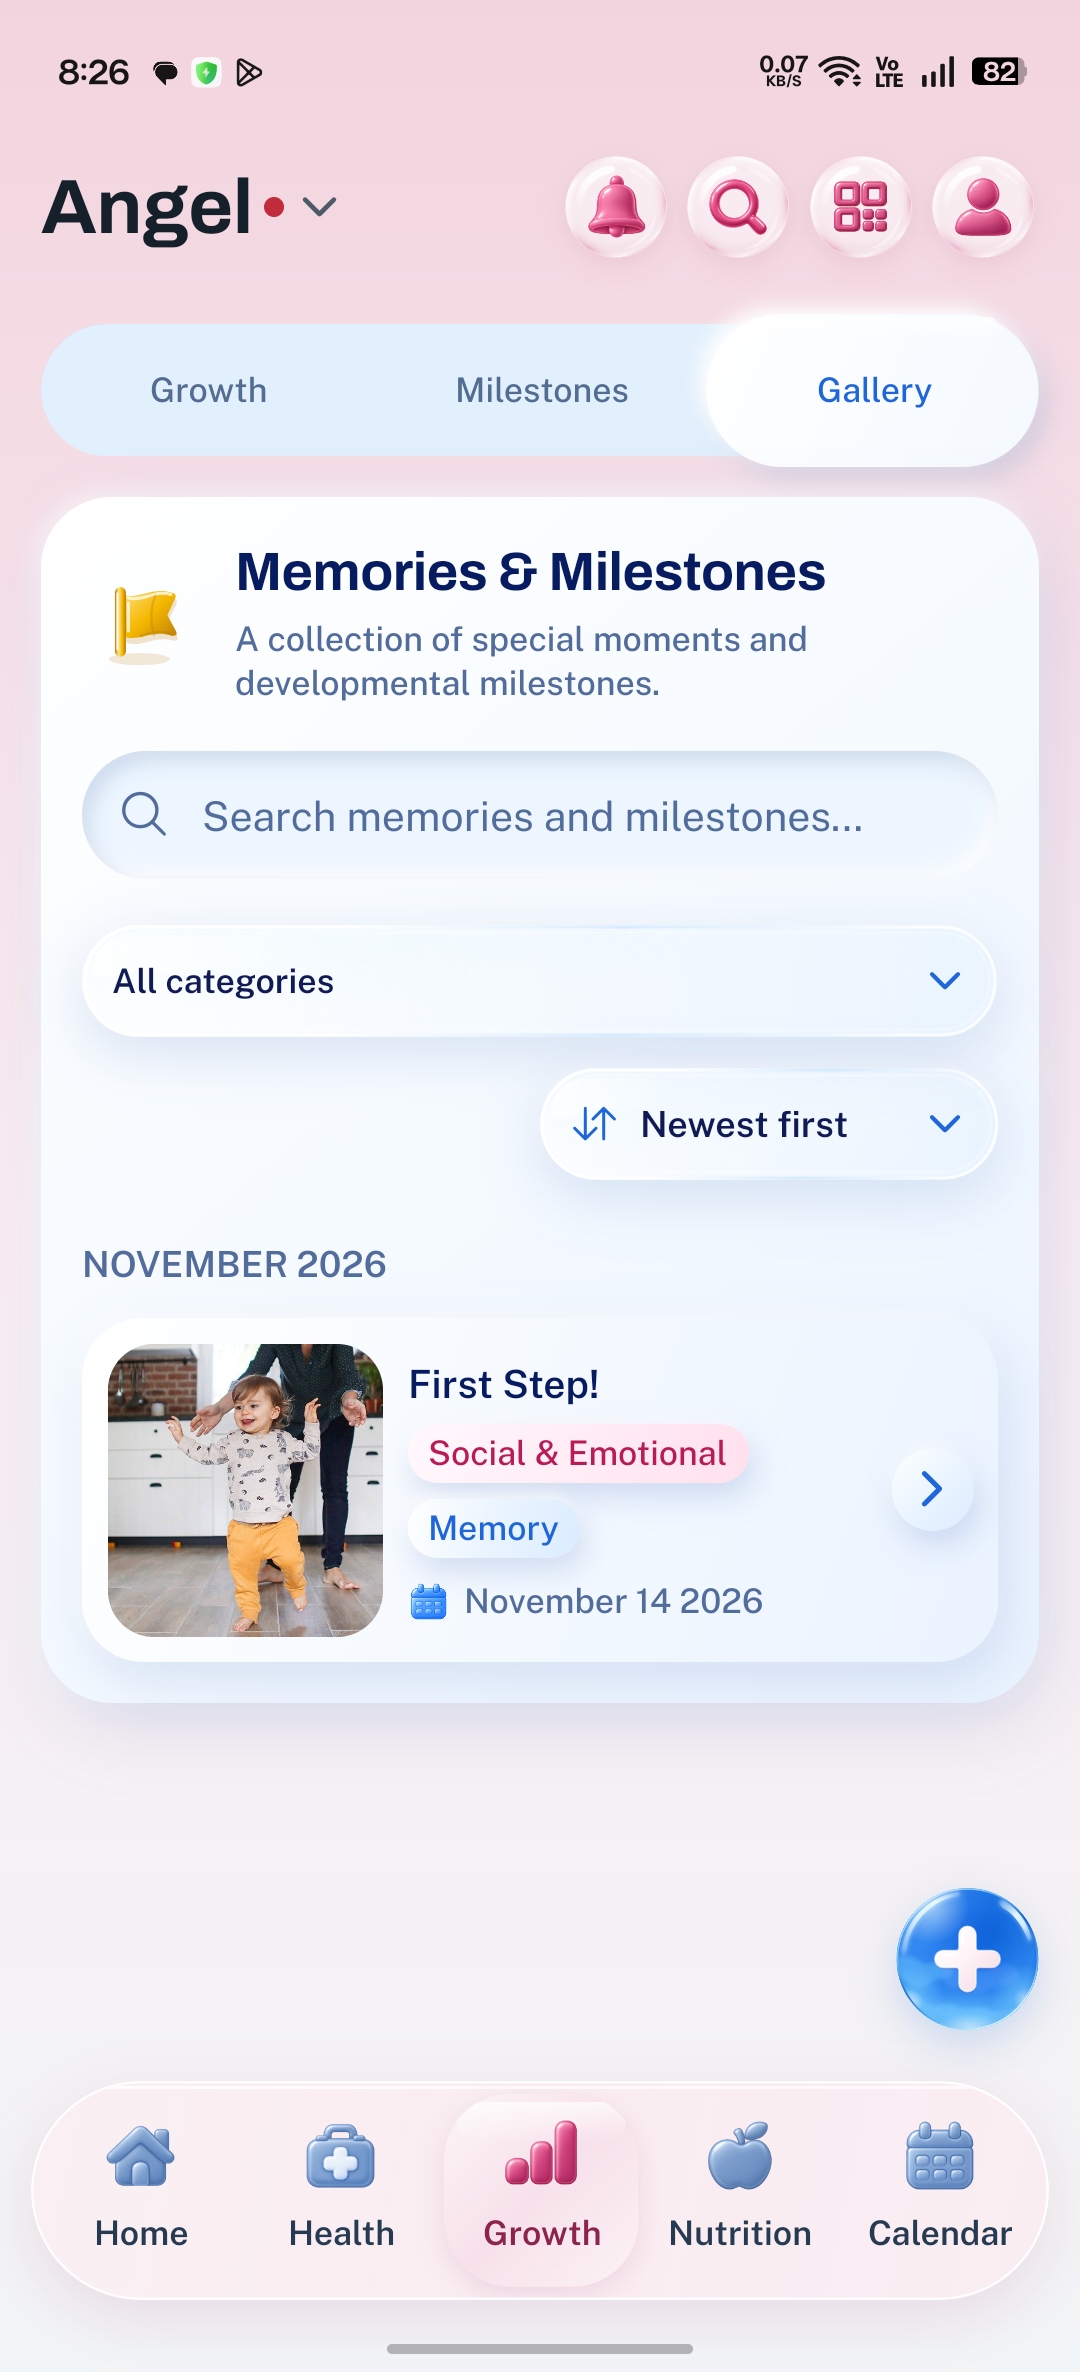 8:26
0.07
KB/S
Vo
LTE
82
Angel
Growth
Milestones
Gallery
Memories & Milestones
A collection of special moments and
developmental milestones.
Search memories and milestones...
All categories
Newest first
NOVEMBER 2026
First Step!
Social & Emotional
Memory
November 14 2026
Home
Health
Growth
Nutrition
Calendar